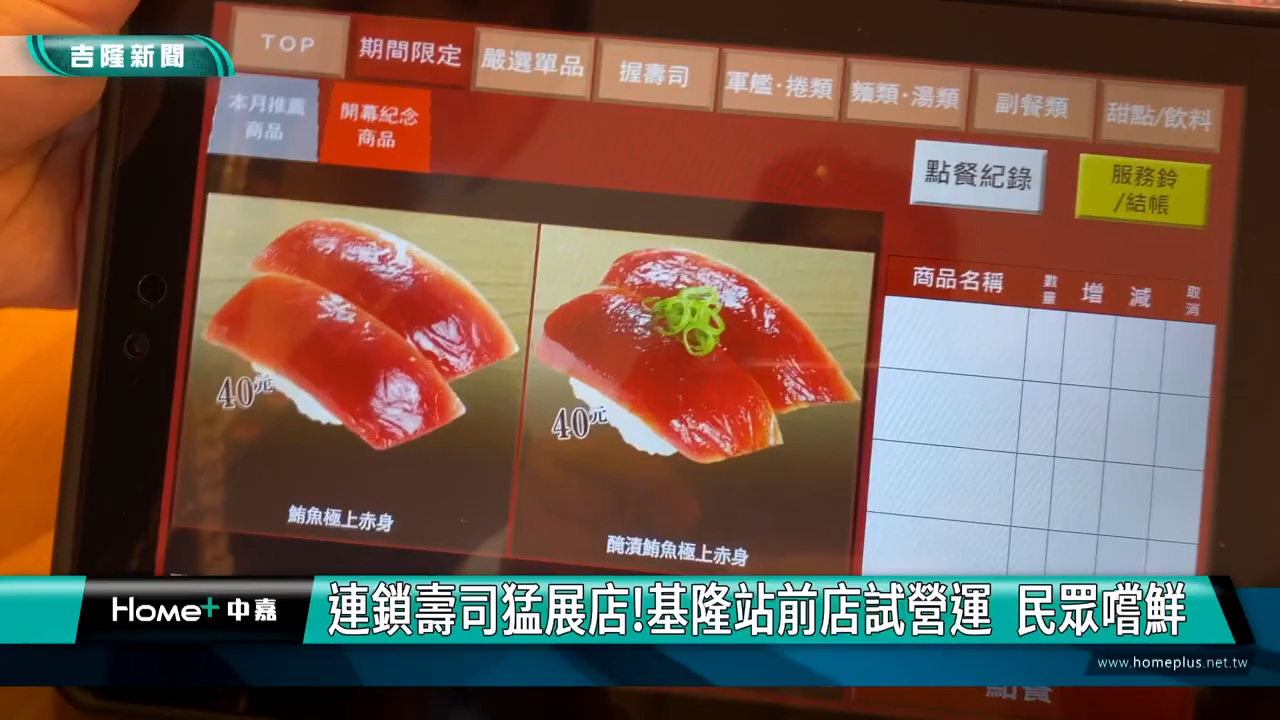 吉隆新聞
TOP
期間限定
嚴選單品
握壽司
軍艦·捲類
麵類·湯類
副餐類
甜點/飲料
本月推薦
商品
開幕紀念
商品
點餐紀錄
服務鈴
/結帳
商品名稱
數量
增
減
取消
40元
鮪魚極上赤身
40元
醃漬鮪魚極上赤身
Home+中嘉
連鎖壽司猛展店!基隆站前店試營運 民眾嚐鮮
www.homeplus.net.tw
點餐